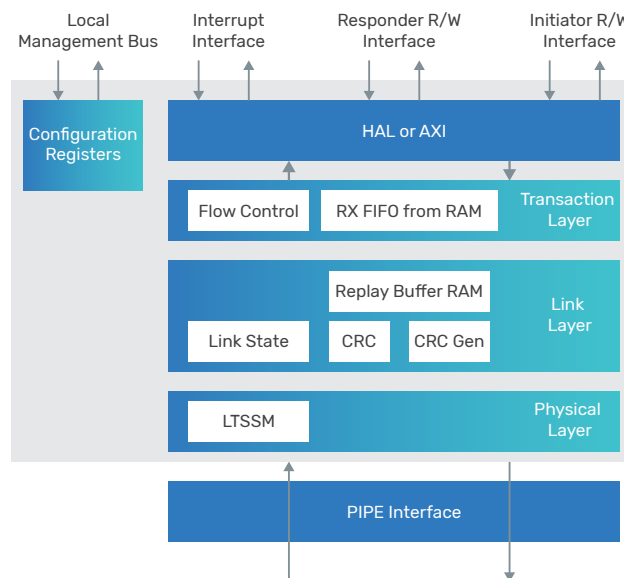 Local
Management Bus
Interrupt
Interface
Responder R/W
Interface
Initiator R/W
Interface
Configuration
Registers
HAL or AXI
Flow Control
RX FIFO from RAM
Transaction
Layer
Replay Buffer RAM
Link
Layer
Link State
CRC
CRC Gen
LTSSM
Physical
Layer
PIPE Interface